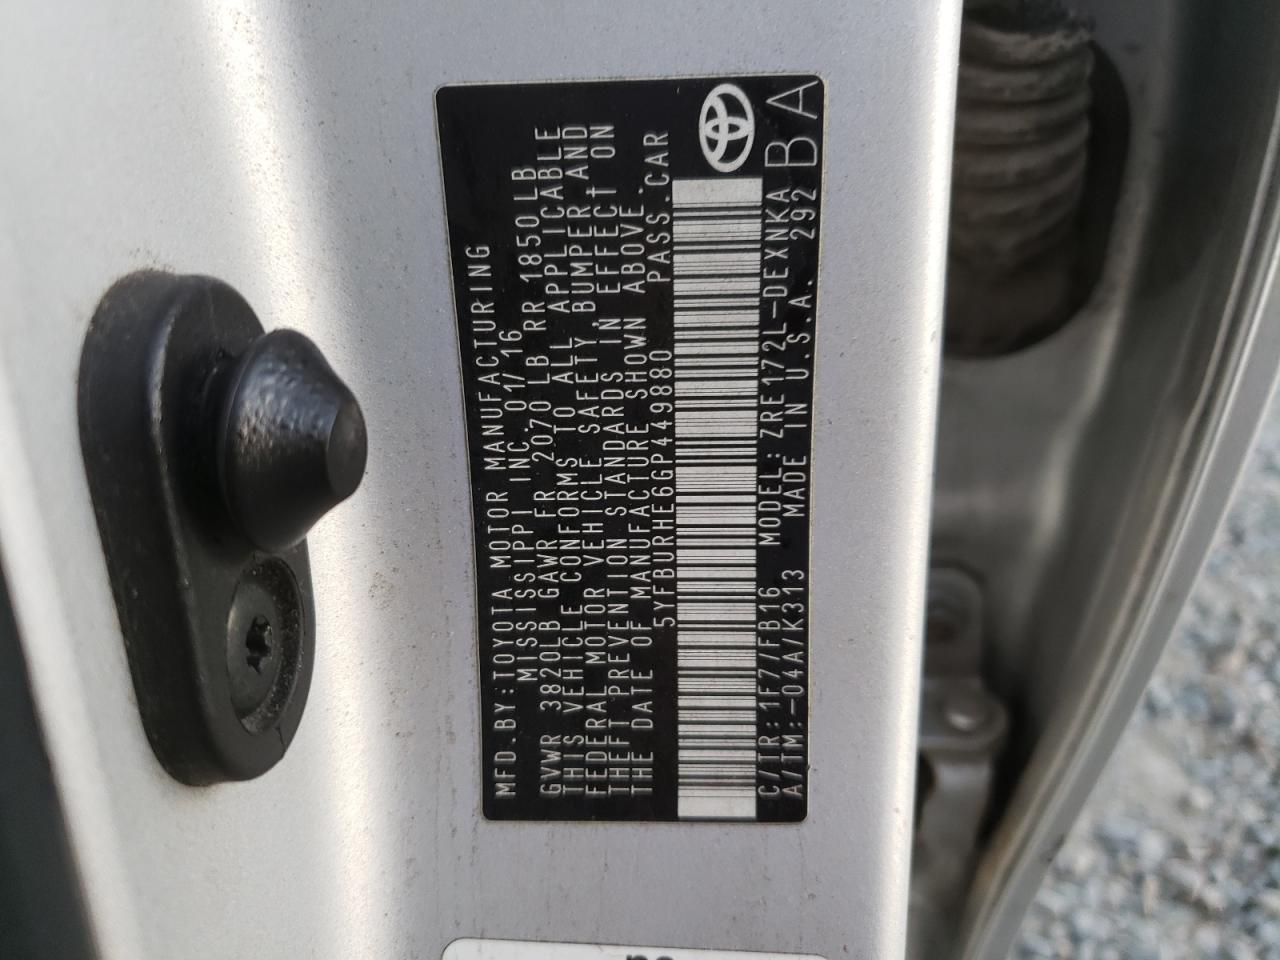 MFD.BY:TOYOTA MOTOR MANUFACTURING
MISSISSIPPI INC. 01/16
GVWR 3820LB GAWR FR 2070LB RR 1850LB
THIS VEHICLE CONFORMS TO ALL APPLICABLE
FEDERAL MOTOR VEHICLE SAFETY, BUMPER, AND
THEFT PREVENTION STANDARDS IN EFFECT ON
THE DATE OF MANUFACTURE SHOWN ABOVE.
5YFBURHE6GP449880 PASS.CAR
C/TR: 1F7/FB16 MODEL: ZRE172L-DEXNKA
A/TM:-04A/K313 MADE IN U.S.A. 292
BA